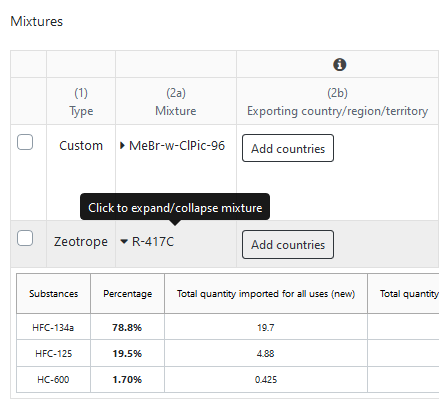 Mixtures
(1) (2a) (2b)
Type Mixture Exporting country/region/territory
Custom MeBr-w-ClPic-96 Add countries
Click to expand/collapse mixture
Zeotrope R-417C Add countries
Substances Percentage Total quantity imported for all uses (new) Total quantity
HFC-134a 78.8% 19.7
HFC-125 19.5% 4.88
HC-600 1.70% 0.425